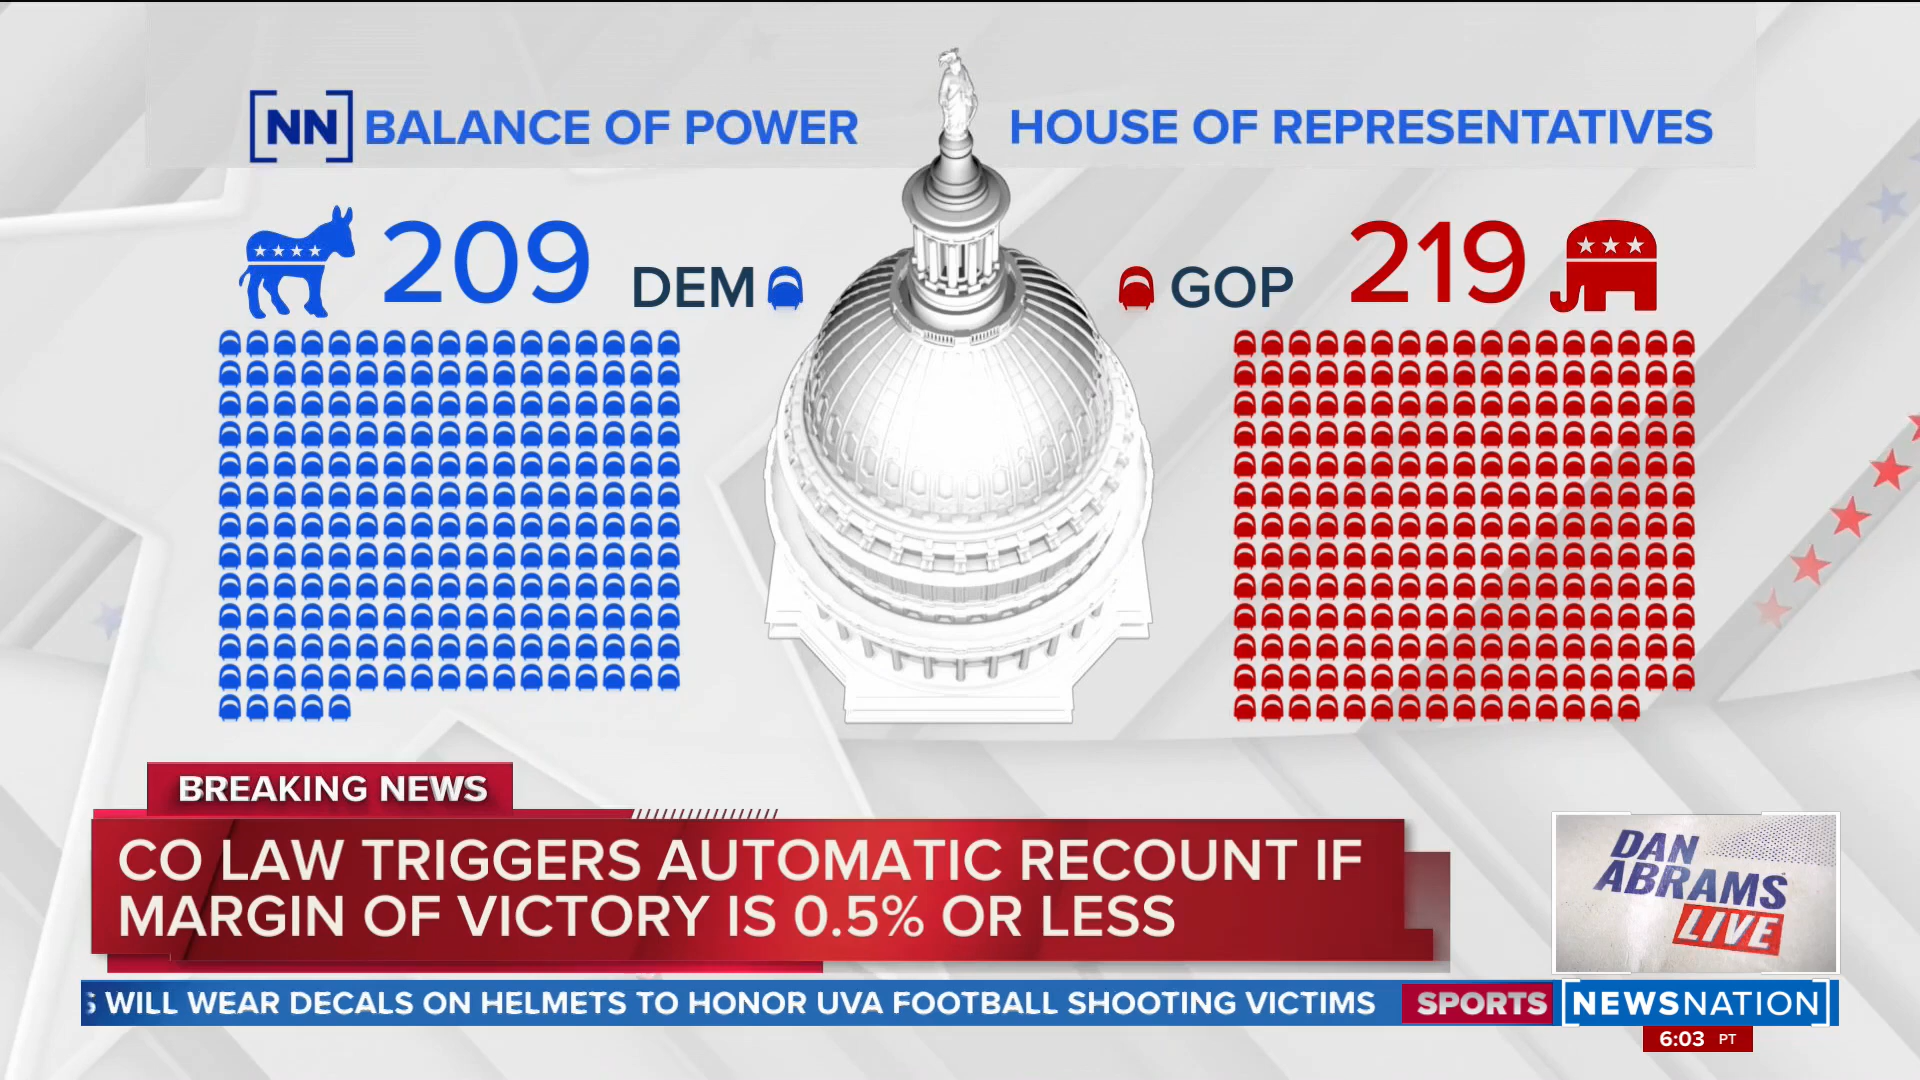 [NN] BALANCE OF POWER
HOUSE OF REPRESENTATIVES
209 DEM
GOP 219
BREAKING NEWS
CO LAW TRIGGERS AUTOMATIC RECOUNT IF
MARGIN OF VICTORY IS 0.5% OR LESS
DAN
ABRAMS
LIVE
WILL WEAR DECALS ON HELMETS TO HONOR UVA FOOTBALL SHOOTING VICTIMS
SPORTS
[NEWSNATION]
6:03 PT